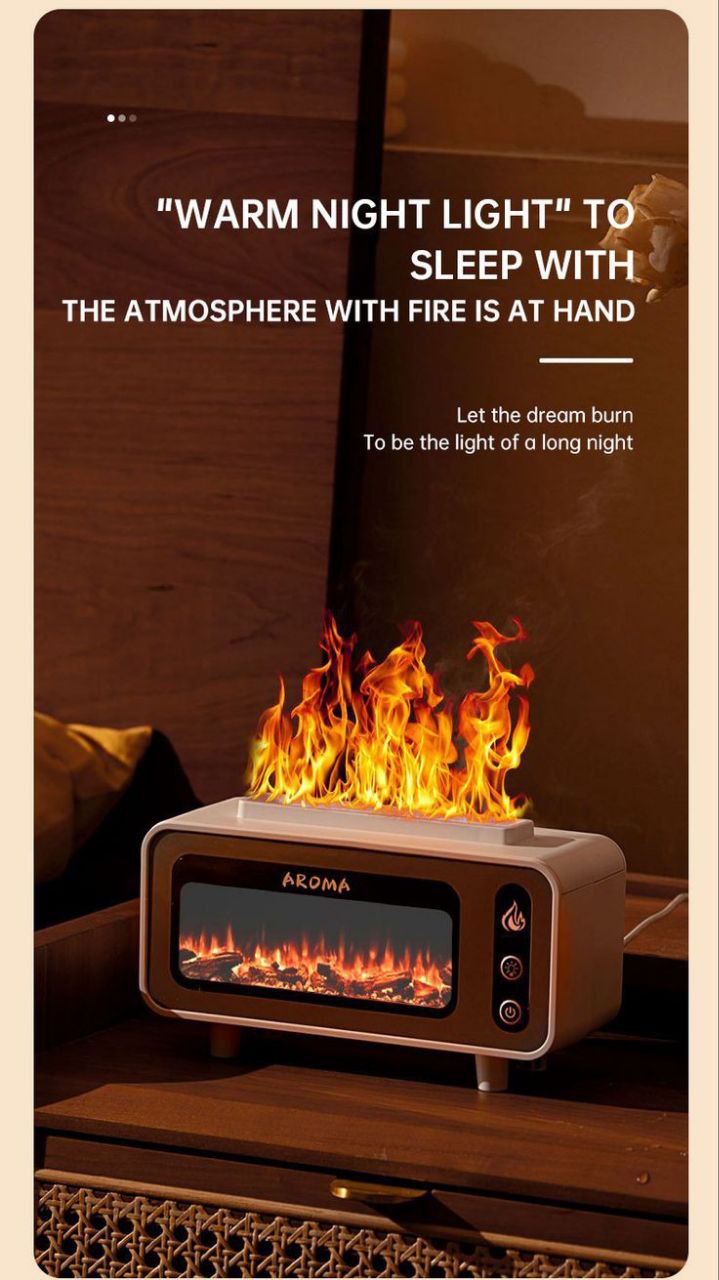 "WARM NIGHT LIGHT" TO
SLEEP WITH
THE ATMOSPHERE WITH FIRE IS AT HAND
Let the dream burn
To be the light of a long night
AROMA